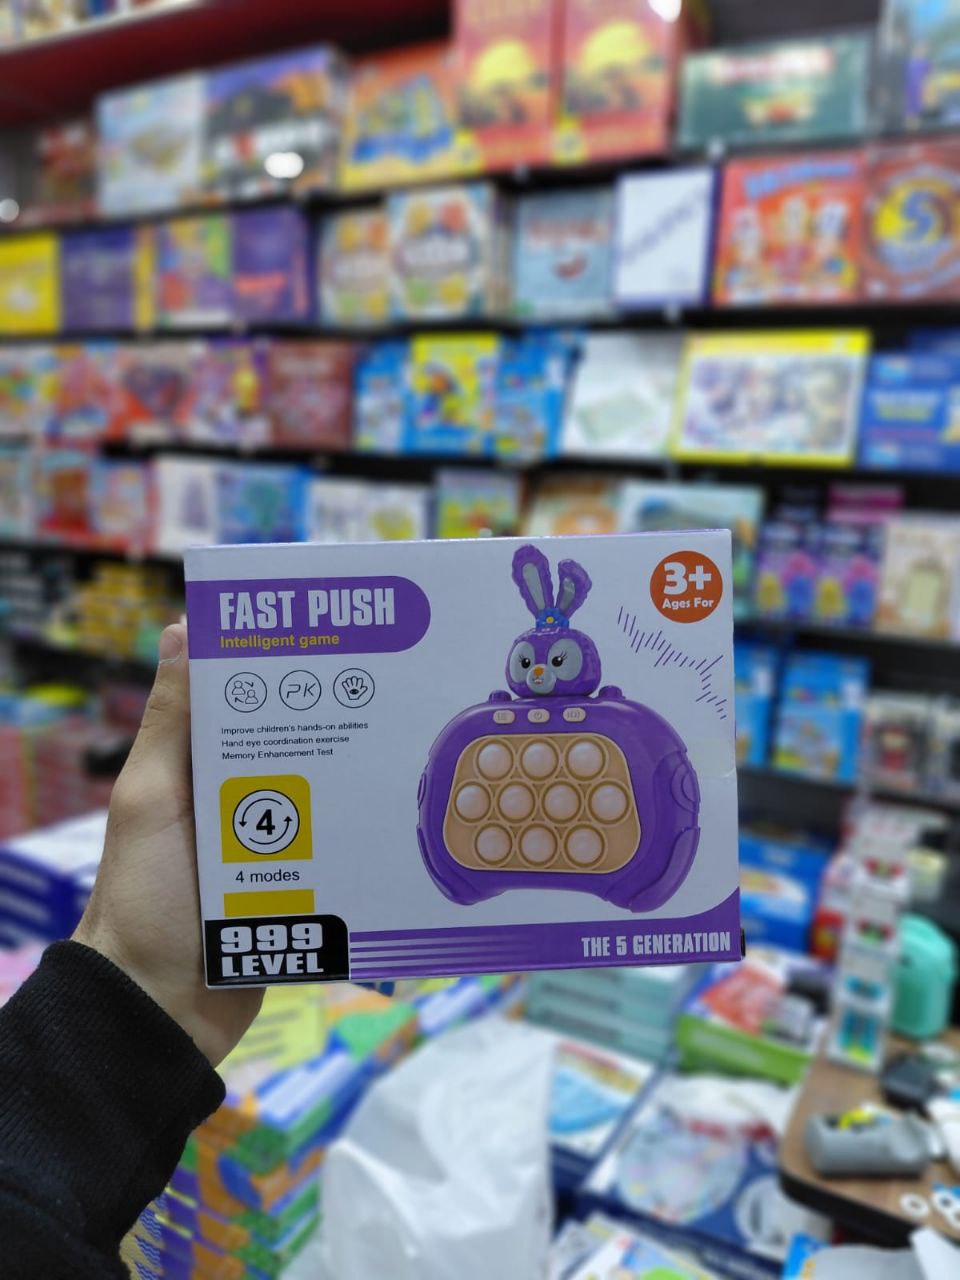 FAST PUSH
Intelligent game
3+
Ages For
PK
Improve children's hands-on abilities
Hand eye coordination exercise
Memory Enhancement Test
4
4 modes
999
LEVEL
THE 5 GENERATION